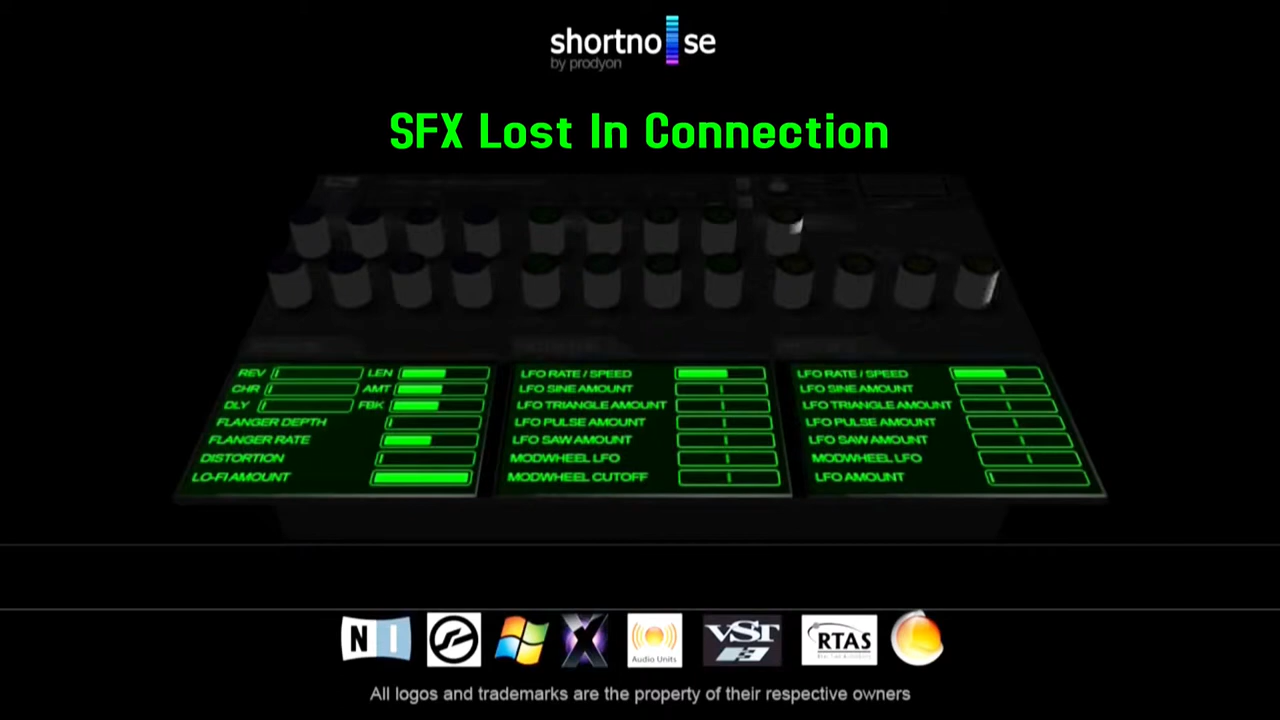 shortnoise
by prodyon
SFX Lost In Connection
REV LEN LFO RATE / SPEED LFO RATE / SPEED
CHR AMT LFO SINE AMOUNT LFO SINE AMOUNT
DLY FBK LFO TRIANGLE AMOUNT LFO TRIANGLE AMOUNT
FLANGER DEPTH LFO PULSE AMOUNT LFO PULSE AMOUNT
FLANGER RATE LFO SAW AMOUNT LFO SAW AMOUNT
DISTORTION MODWHEEL LFO MODWHEEL LFO
LO-FI AMOUNT MODWHEEL CUTOFF LFO AMOUNT
N I X Audio Units VST RTAS
All logos and trademarks are the property of their respective owners